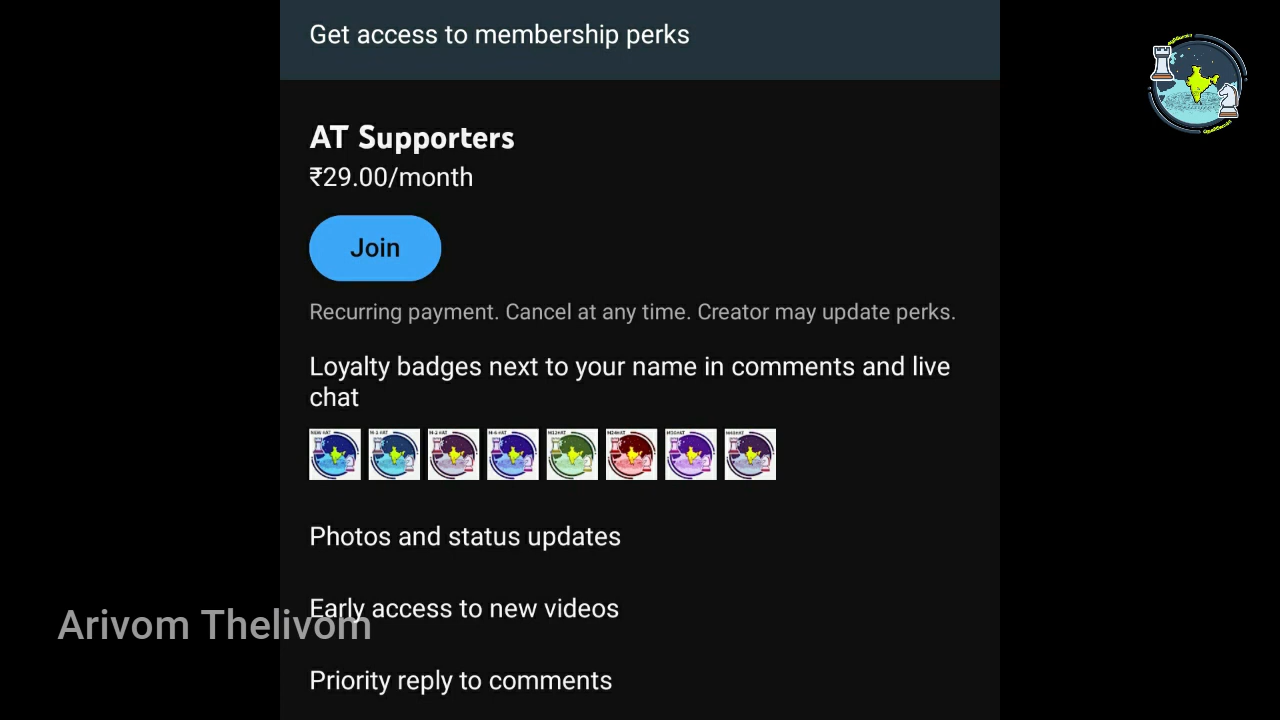 Get access to membership perks
AT Supporters
₹29.00/month
Join
Recurring payment. Cancel at any time. Creator may update perks.
Loyalty badges next to your name in comments and live
chat
Photos and status updates
Early access to new videos
Arivom Thelivom
Priority reply to comments